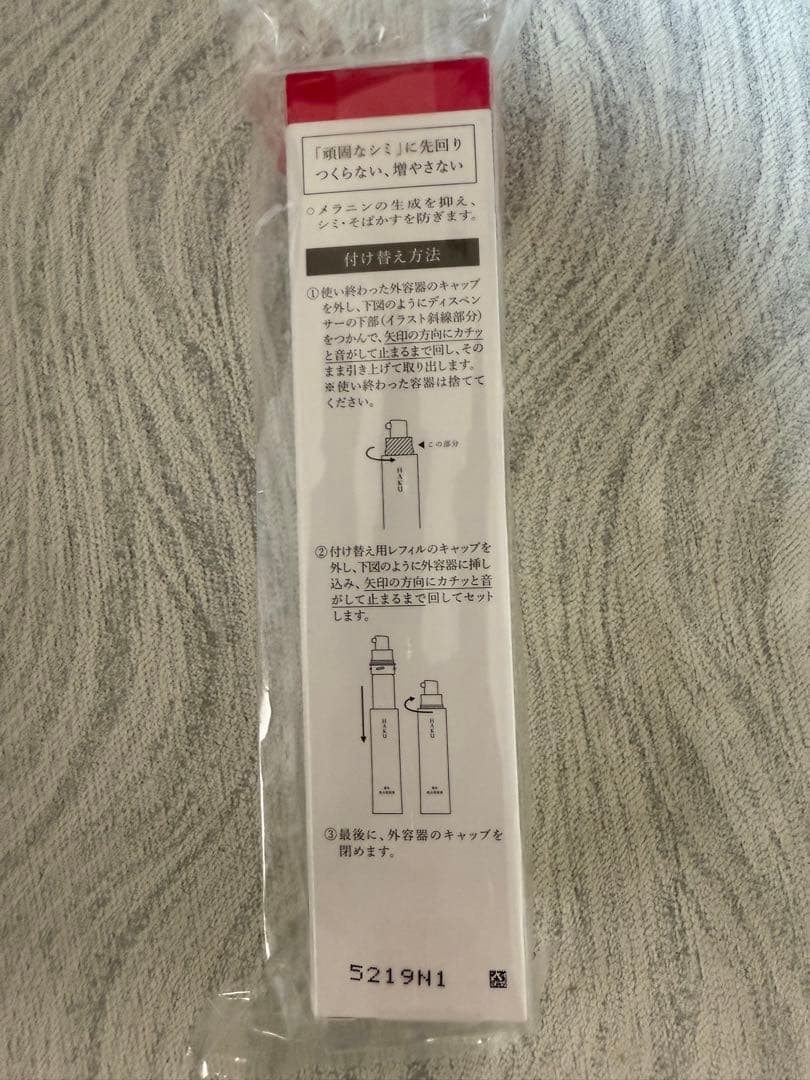 「頑固なシミ」に先回り
つくらない、増やさない
○メラニンの生成を抑え、
シミ・そばかすを防ぎます。
付け替え方法
①使い終わった外容器のキャップ
を外し、下図のようにディスペン
サーの下部(イラスト斜線部分)
をつかんで、矢印の方向にカチッ
と音がして止まるまで回し、その
まま引き上げて取り出します。
※使い終わった容器は捨ててく
ださい。
◀この部分
HAKU
②付け替え用レフィルのキャップを
外し、下図のように外容器に挿し
込み、矢印の方向にカチッと音
がして止まるまで回してセット
します。
HAKU
HAKU
③最後に、外容器のキャップを
閉めます。
5219N1